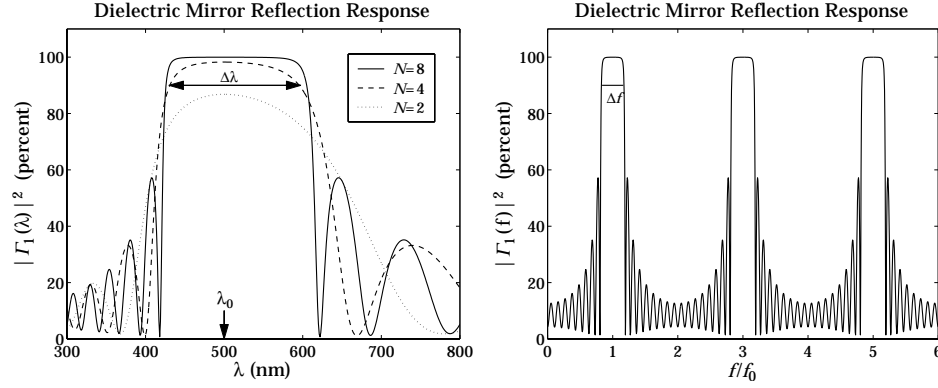 Dielectric Mirror Reflection Response
| Γ1(λ) | 2 (percent)
100
80
60
40
20
0
Δλ
N=8
N=4
N=2
λ0
300 400 500 600 700 800
λ (nm)
Dielectric Mirror Reflection Response
| Γ1(f) | 2 (percent)
100
80
60
40
20
0
Δf
0 1 2 3 4 5 6
f/f0